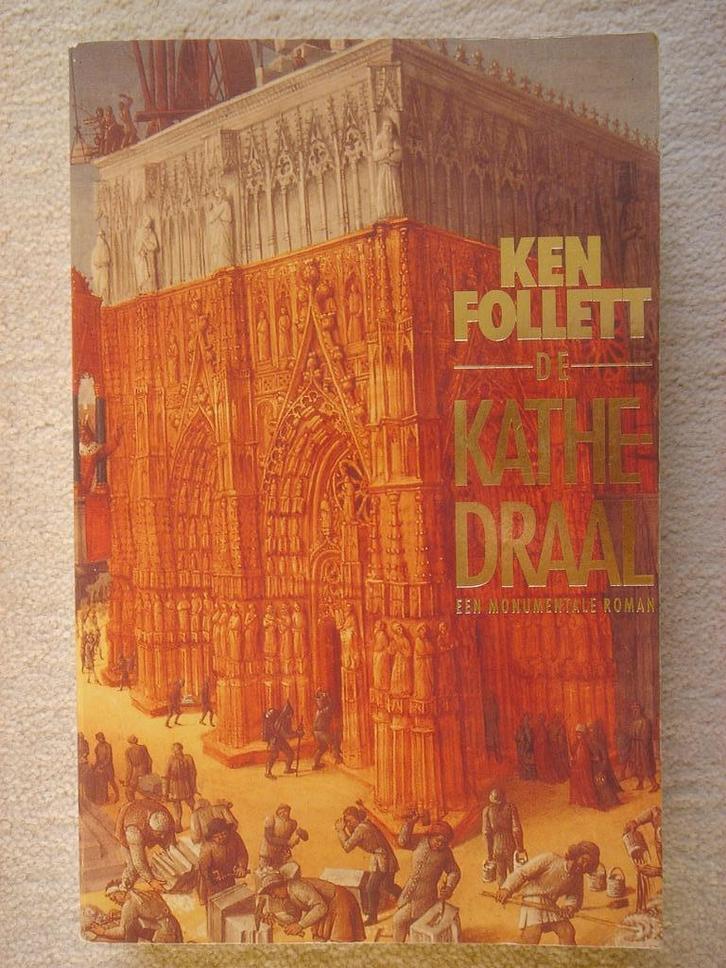 KEN
FOLLETT
DE
KATHE-
DRAAL
EEN MONUMENTALE ROMAN